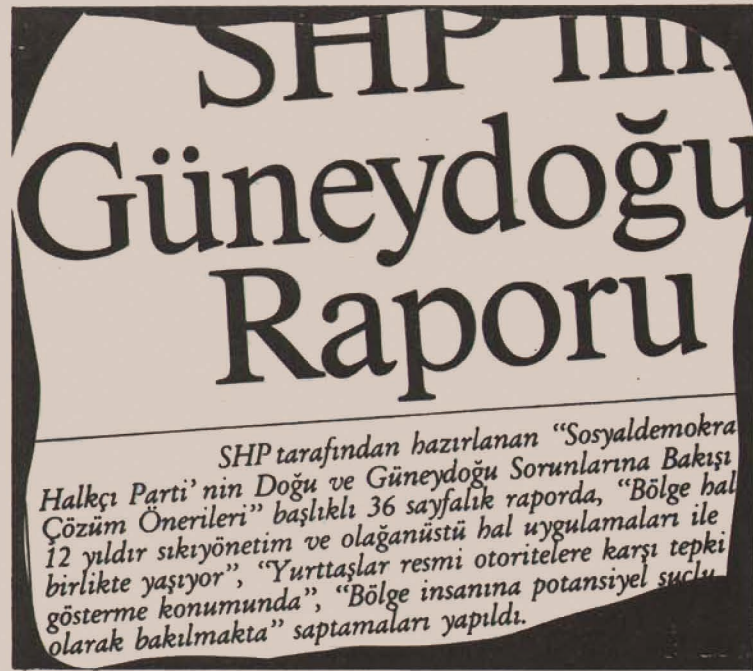 SHP'nin
Güneydoğu
Raporu
SHP tarafından hazırlanan “Sosyaldemokra
Halkçı Parti'nin Doğu ve Güneydoğu Sorunlarına Bakışı
Çözüm Önerileri” başlıklı 36 sayfalık raporda, “Bölge hal
12 yıldır sıkıyönetim ve olağanüstü hal uygulamaları ile
birlikte yaşıyor”, “Yurttaşlar resmi otoritelere karşı tepki
gösterme konumunda”, “Bölge insanına potansiyel suçlu
olarak bakılmakta” saptamaları yapıldı.